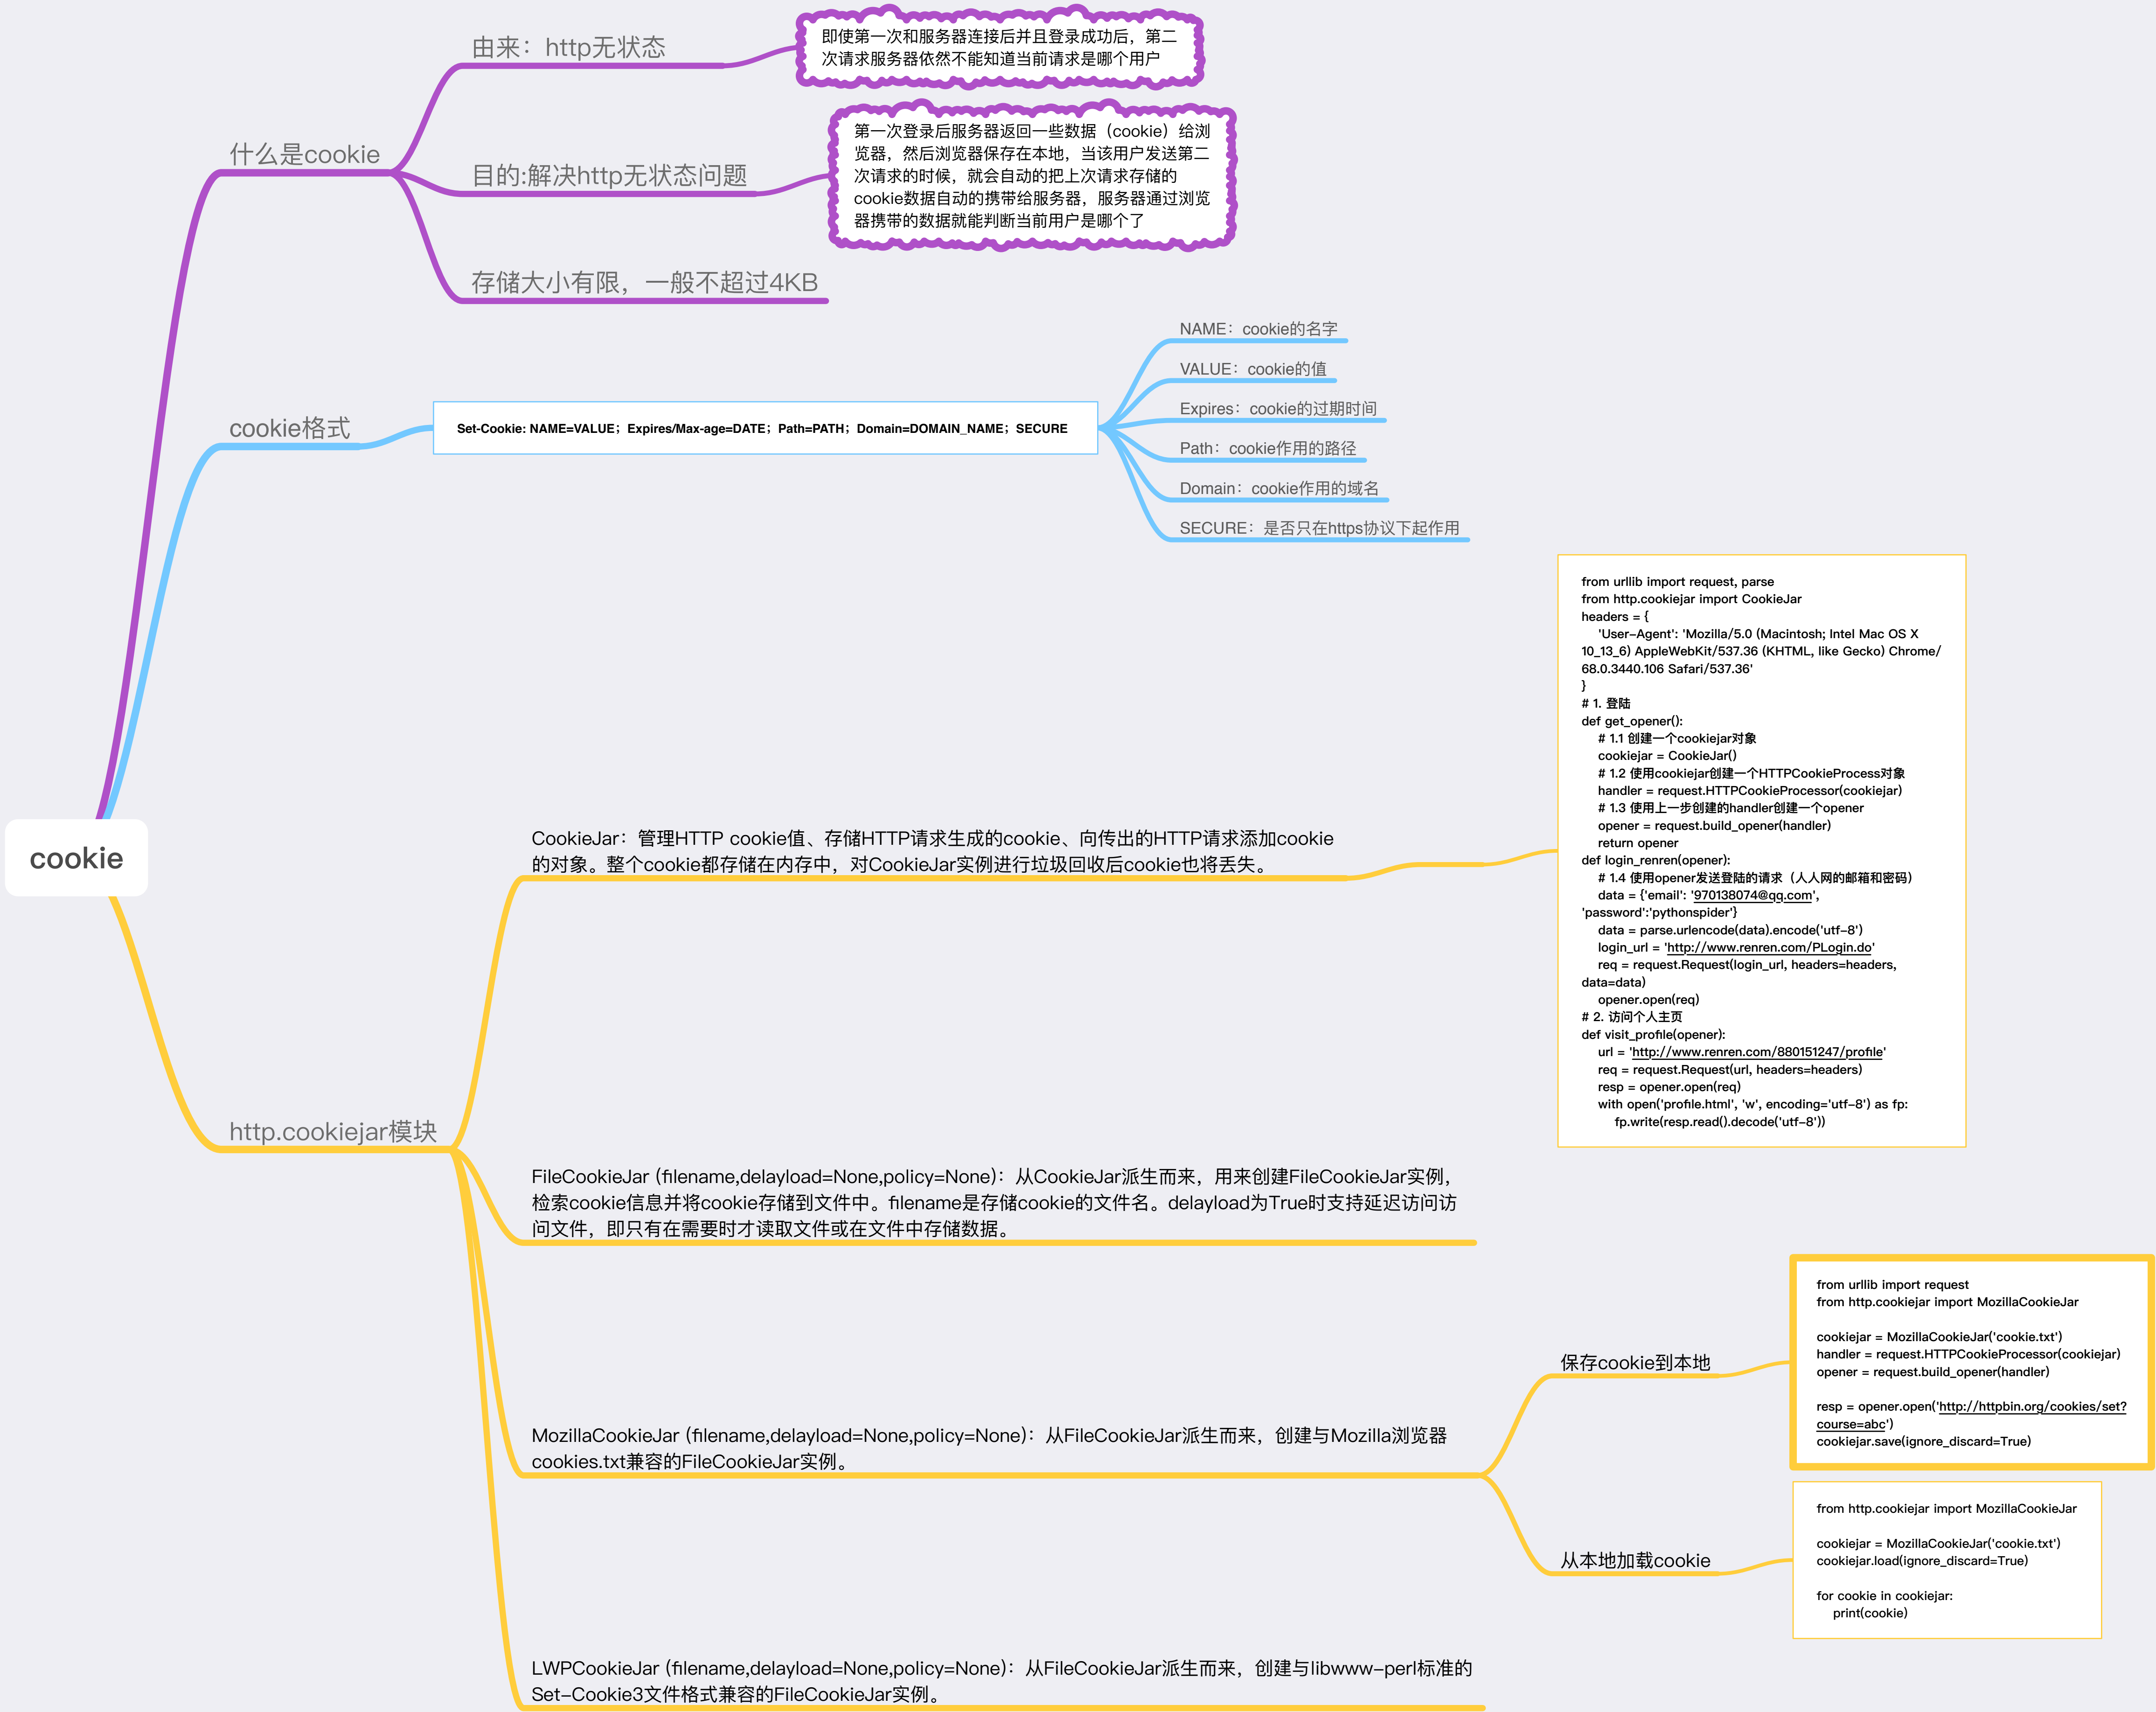 cookie
什么是cookie
由来：http无状态
即使第一次和服务器连接后并且登录成功后，第二
次请求服务器依然不能知道当前请求是哪个用户
目的:解决http无状态问题
第一次登录后服务器返回一些数据（cookie）给浏
览器，然后浏览器保存在本地，当该用户发送第二
次请求的时候，就会自动的把上次请求存储的
cookie数据自动的携带给服务器，服务器通过浏览
器携带的数据就能判断当前用户是哪个了
存储大小有限，一般不超过4KB
cookie格式
Set-Cookie: NAME=VALUE；Expires/Max-age=DATE；Path=PATH；Domain=DOMAIN_NAME；SECURE
NAME：cookie的名字
VALUE：cookie的值
Expires：cookie的过期时间
Path：cookie作用的路径
Domain：cookie作用的域名
SECURE：是否只在https协议下起作用
http.cookiejar模块
CookieJar：管理HTTP cookie值、存储HTTP请求生成的cookie、向传出的HTTP请求添加cookie
的对象。整个cookie都存储在内存中，对CookieJar实例进行垃圾回收后cookie也将丢失。
from urllib import request, parse
from http.cookiejar import CookieJar
headers = {
    'User-Agent': 'Mozilla/5.0 (Macintosh; Intel Mac OS X
10_13_6) AppleWebKit/537.36 (KHTML, like Gecko) Chrome/
68.0.3440.106 Safari/537.36'
}
# 1. 登陆
def get_opener():
    # 1.1 创建一个cookiejar对象
    cookiejar = CookieJar()
    # 1.2 使用cookiejar创建一个HTTPCookieProcess对象
    handler = request.HTTPCookieProcessor(cookiejar)
    # 1.3 使用上一步创建的handler创建一个opener
    opener = request.build_opener(handler)
    return opener
def login_renren(opener):
    # 1.4 使用opener发送登陆的请求（人人网的邮箱和密码）
    data = {'email': '970138074@qq.com',
'password':'pythonspider'}
    data = parse.urlencode(data).encode('utf-8')
    login_url = 'http://www.renren.com/PLogin.do'
    req = request.Request(login_url, headers=headers,
data=data)
    opener.open(req)
# 2. 访问个人主页
def visit_profile(opener):
    url = 'http://www.renren.com/880151247/profile'
    req = request.Request(url, headers=headers)
    resp = opener.open(req)
    with open('profile.html', 'w', encoding='utf-8') as fp:
        fp.write(resp.read().decode('utf-8'))
FileCookieJar (filename,delayload=None,policy=None)：从CookieJar派生而来，用来创建FileCookieJar实例，
检索cookie信息并将cookie存储到文件中。filename是存储cookie的文件名。delayload为True时支持延迟访问访
问文件，即只有在需要时才读取文件或在文件中存储数据。
MozillaCookieJar (filename,delayload=None,policy=None)：从FileCookieJar派生而来，创建与Mozilla浏览器
cookies.txt兼容的FileCookieJar实例。
保存cookie到本地
from urllib import request
from http.cookiejar import MozillaCookieJar
cookiejar = MozillaCookieJar('cookie.txt')
handler = request.HTTPCookieProcessor(cookiejar)
opener = request.build_opener(handler)
resp = opener.open('http://httpbin.org/cookies/set?
course=abc')
cookiejar.save(ignore_discard=True)
从本地加载cookie
from http.cookiejar import MozillaCookieJar
cookiejar = MozillaCookieJar('cookie.txt')
cookiejar.load(ignore_discard=True)
for cookie in cookiejar:
    print(cookie)
LWPCookieJar (filename,delayload=None,policy=None)：从FileCookieJar派生而来，创建与libwww-perl标准的
Set-Cookie3文件格式兼容的FileCookieJar实例。